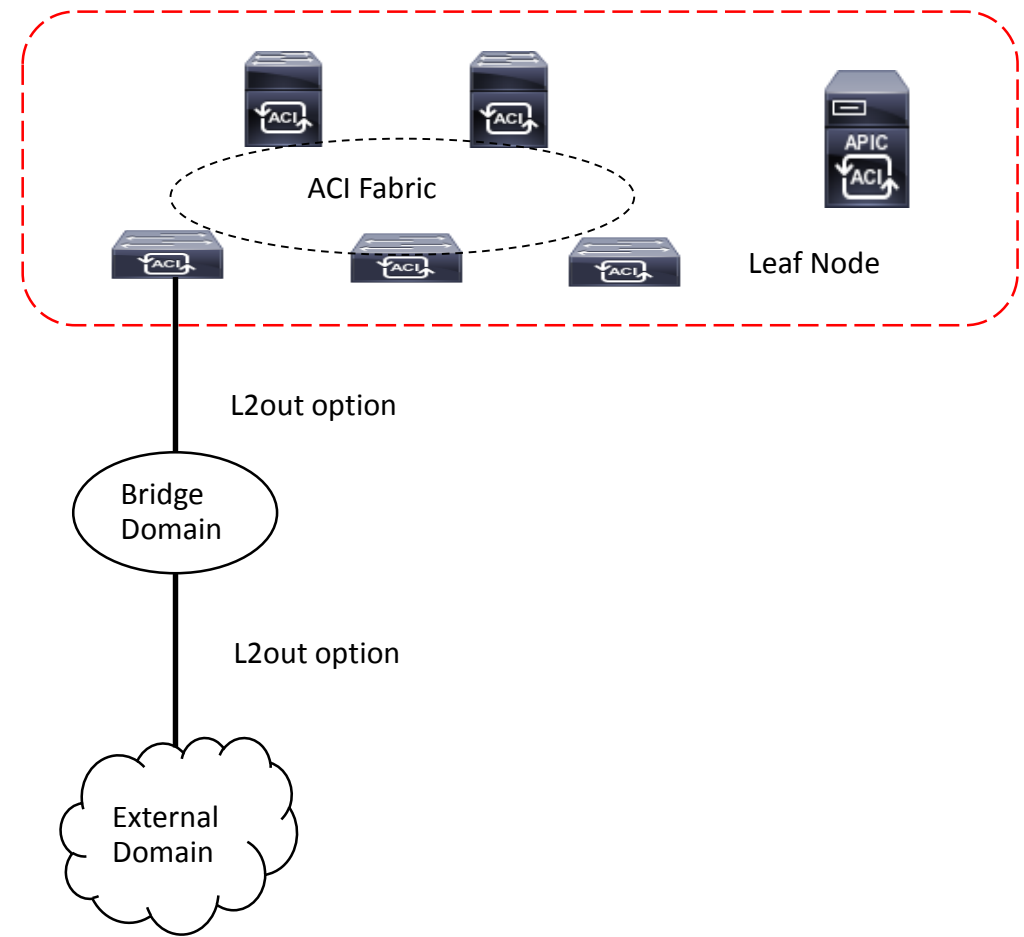 ACI
ACI
APIC
ACI
ACI Fabric
ACI
ACI
ACI
Leaf Node
L2out option
Bridge
Domain
L2out option
External
Domain